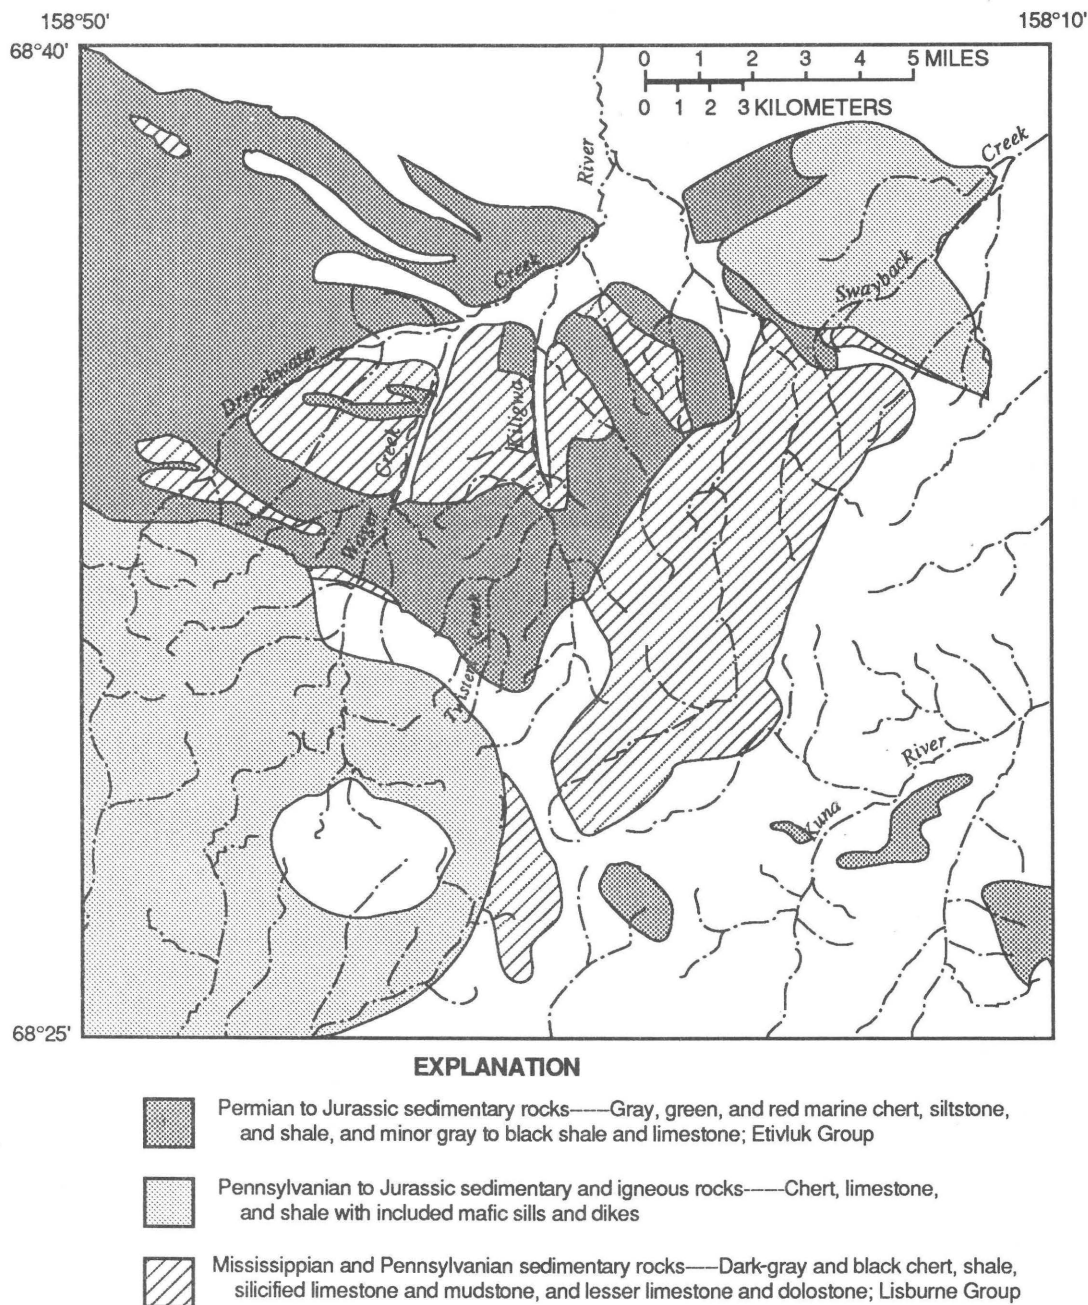 158°50'
158°10'
68°40'
0 1 2 3 4 5 MILES
0 1 2 3 KILOMETERS
River
Creek
Creek
Swayback
Drenchwater
Kiligwa
Creek
Wager
Creek
Twister
River
Kuna
68°25'
EXPLANATION
Permian to Jurassic sedimentary rocks——Gray, green, and red marine chert, siltstone,
and shale, and minor gray to black shale and limestone; Etivluk Group
Pennsylvanian to Jurassic sedimentary and igneous rocks——Chert, limestone,
and shale with included mafic sills and dikes
Mississippian and Pennsylvanian sedimentary rocks——Dark-gray and black chert, shale,
silicified limestone and mudstone, and lesser limestone and dolostone; Lisburne Group